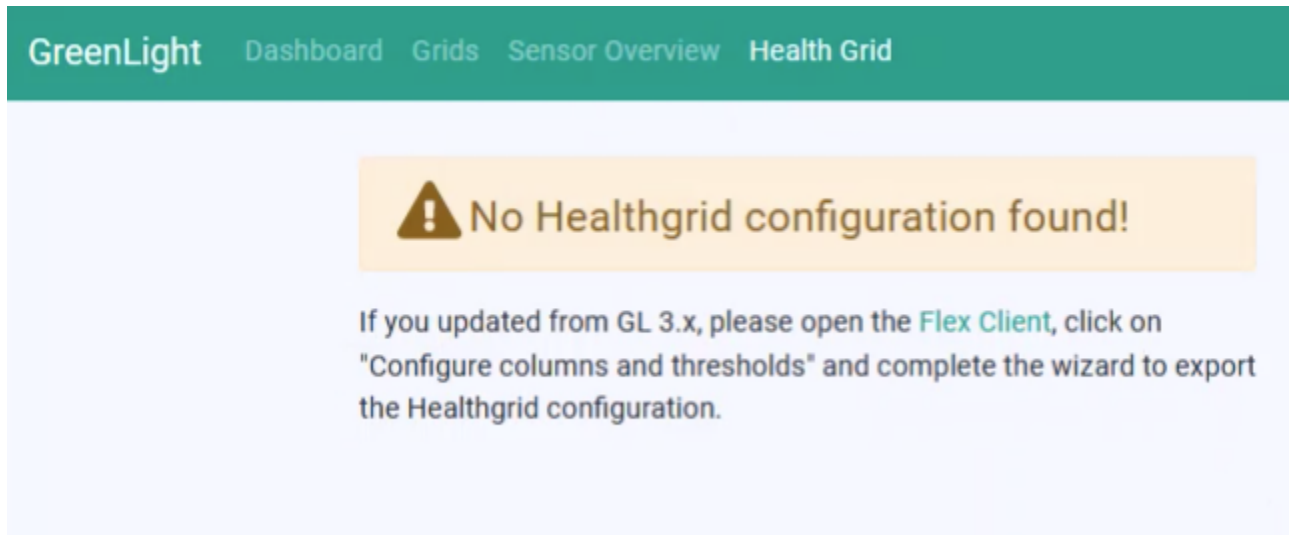 GreenLight Dashboard Grids Sensor Overview Health Grid
No Healthgrid configuration found!
If you updated from GL 3.x, please open the Flex Client, click on
"Configure columns and thresholds" and complete the wizard to export
the Healthgrid configuration.